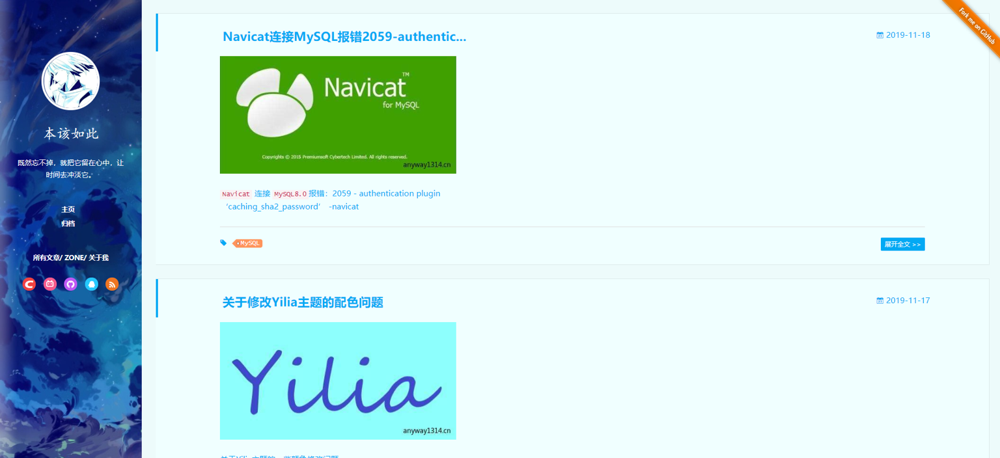 本该如此
既然忘不掉，就把它留在心中，让
时间去冲淡它。
主页
归档
所有文章/ ZONE/ 关于我
Fork me on GitHub
Navicat连接MySQL报错2059-authentic...
2019-11-18
Navicat™
for MySQL
Copyrighte © 2018 Premiumsoft Cybertech Limited. All rights reserved.
anyway1314.cn
Navicat 连接 MySQL8.0 报错：2059 - authentication plugin
‘caching_sha2_password’ -navicat
MySQL
展开全文 >>
关于修改Yilia主题的配色问题
2019-11-17
Yilia
anyway1314.cn